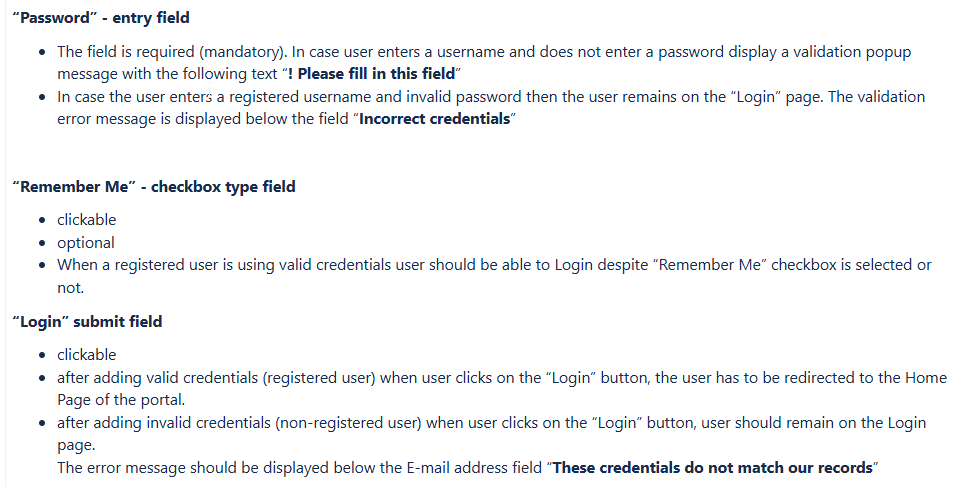 “Password” - entry field
• The field is required (mandatory). In case user enters a username and does not enter a password display a validation popup
message with the following text “! Please fill in this field”
• In case the user enters a registered username and invalid password then the user remains on the “Login” page. The validation
error message is displayed below the field “Incorrect credentials”
“Remember Me” - checkbox type field
• clickable
• optional
• When a registered user is using valid credentials user should be able to Login despite “Remember Me” checkbox is selected or
not.
“Login” submit field
• clickable
• after adding valid credentials (registered user) when user clicks on the “Login” button, the user has to be redirected to the Home
Page of the portal.
• after adding invalid credentials (non-registered user) when user clicks on the “Login” button, user should remain on the Login
page.
The error message should be displayed below the E-mail address field “These credentials do not match our records”